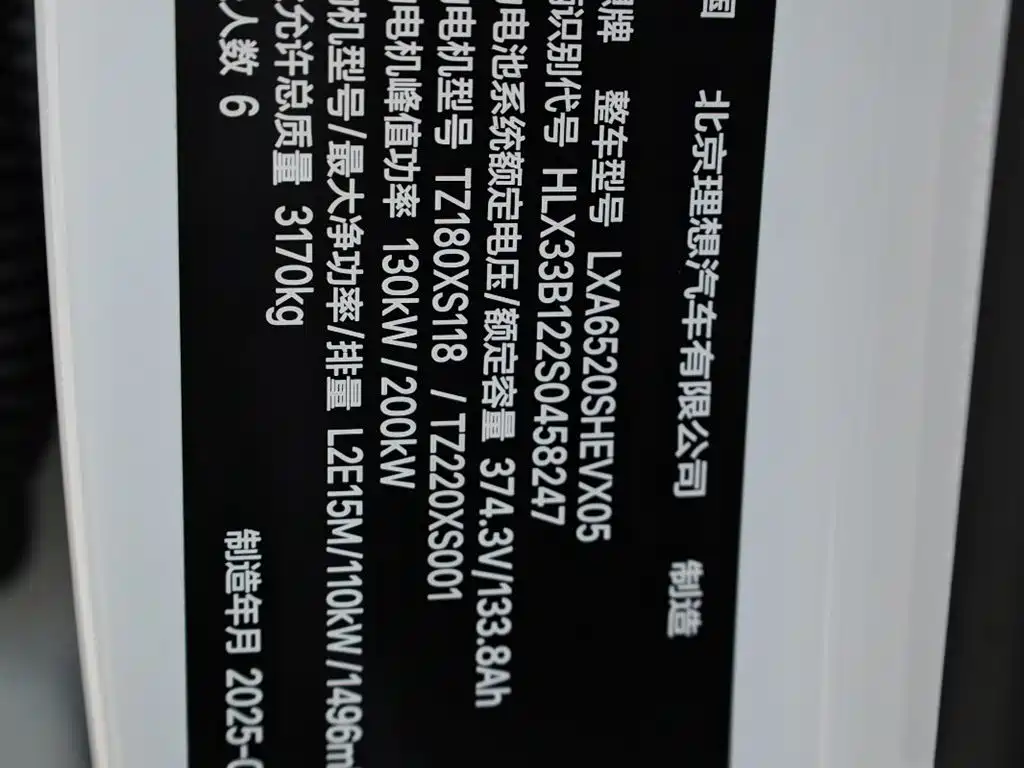 国 北京理想汽车有限公司 制造
牌 整车型号 LXA6520SHEVX05
识别代号 HLX33B122S0458247
电池系统额定电压/额定容量 374.3V/133.8Ah
电机型号 TZ180XS118 / TZ220XS001
电机峰值功率 130kW/200kW
机型号/最大净功率/排量 L2E15M/110kW/1496m
允许总质量 3170kg
人数 6 制造年月 2025-0